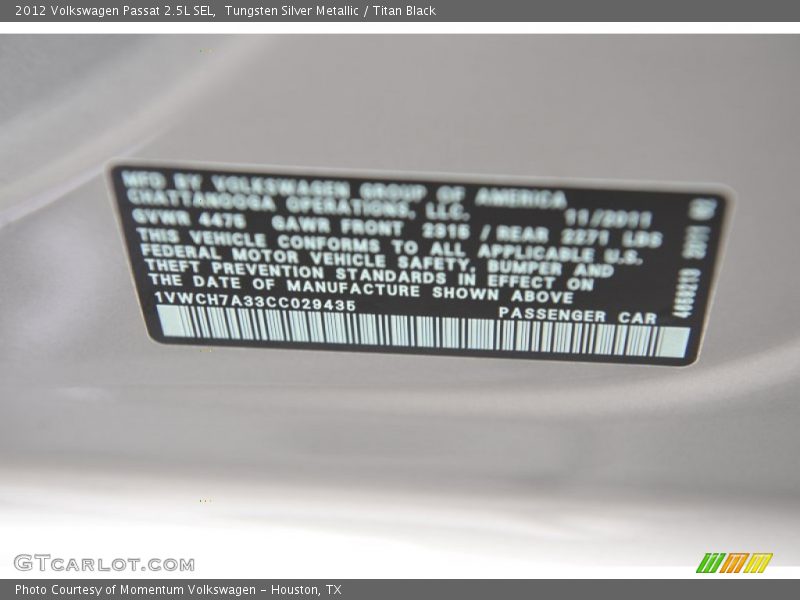 2012 Volkswagen Passat 2.5L SEL,  Tungsten Silver Metallic / Titan Black
MFD BY VOLKSWAGEN GROUP OF AMERICA
CHATTANOOGA OPERATIONS, LLC.
11/2011
GVWR 4475 GAWR FRONT 2315 / REAR 2271 LBS
THIS VEHICLE CONFORMS TO ALL APPLICABLE U.S.
FEDERAL MOTOR VEHICLE SAFETY, BUMPER AND
THEFT PREVENTION STANDARDS IN EFFECT ON
THE DATE OF MANUFACTURE SHOWN ABOVE
1VWCH7A33CC029435 PASSENGER CAR
GTCARLOT.COM
Photo Courtesy of Momentum Volkswagen - Houston, TX